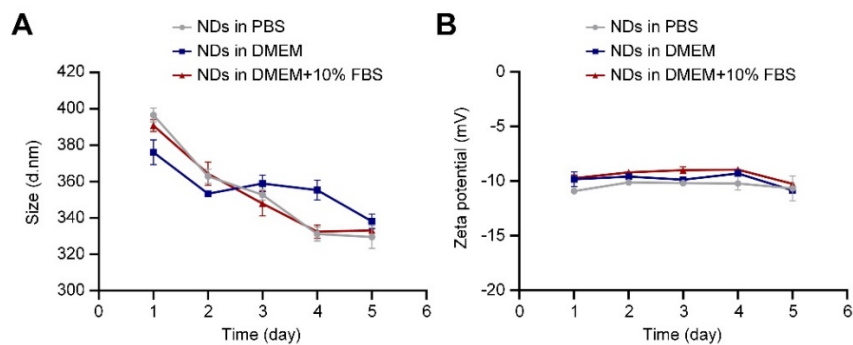 A
NDs in PBS
NDs in DMEM
NDs in DMEM+10% FBS
Size (d.nm)
420
400
380
360
340
320
300
0 1 2 3 4 5 6
Time (day)
B
NDs in PBS
NDs in DMEM
NDs in DMEM+10% FBS
Zeta potential (mV)
0
-5
-10
-15
-20
0 1 2 3 4 5 6
Time (day)